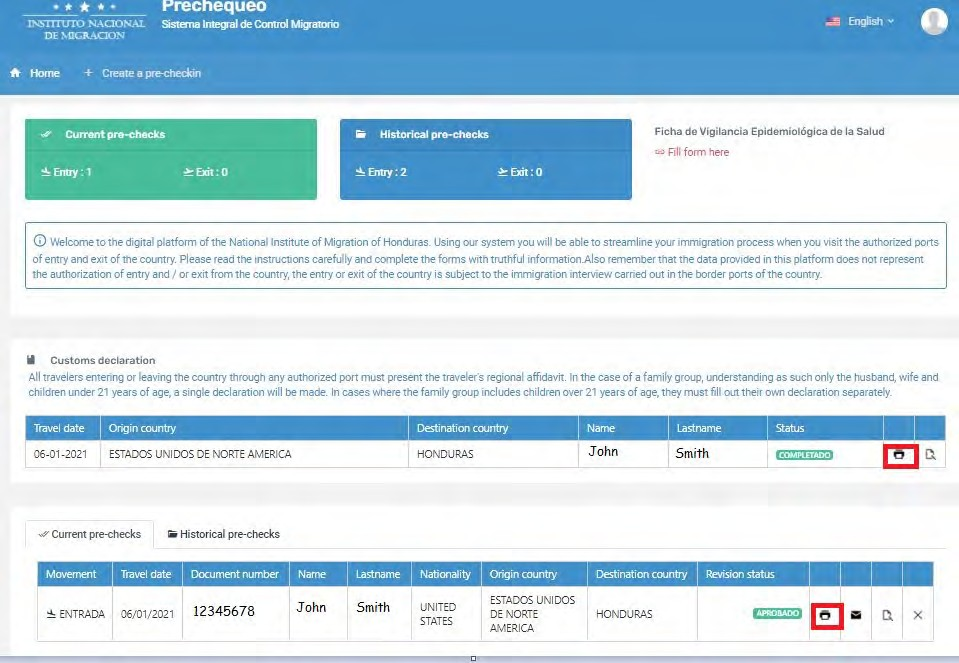 Prechequeo
INSTITUTO NACIONAL
DE MIGRACION
Sistema Integral de Control Migratorio
English
Home
+ Create a pre-checkin
Current pre-checks
Entry : 1
Exit : 0
Historical pre-checks
Entry : 2
Exit : 0
Ficha de Vigilancia Epidemiológica de la Salud
Fill form here
Welcome to the digital platform of the National Institute of Migration of Honduras. Using our system you will be able to streamline your immigration process when you visit the authorized ports
of entry and exit of the country. Please read the instructions carefully and complete the forms with truthful information.Also remember that the data provided in this platform does not represent
the authorization of entry and / or exit from the country, the entry or exit of the country is subject to the immigration interview carried out in the border ports of the country.
Customs declaration
All travelers entering or leaving the country through any authorized port must present the traveler's regional affidavit. In the case of a family group, understanding as such only the husband, wife and
children under 21 years of age, a single declaration will be made. In cases where the family group includes children over 21 years of age, they must fill out their own declaration separately.
Travel date Origin country Destination country Name Lastname Status
06-01-2021 ESTADOS UNIDOS DE NORTE AMERICA HONDURAS John Smith COMPLETADO
Current pre-checks Historical pre-checks
Movement Travel date Document number Name Lastname Nationality Origin country Destination country Revision status
ENTRADA 06/01/2021 12345678 John Smith UNITED STATES ESTADOS UNIDOS DE NORTE AMERICA HONDURAS APROBADO